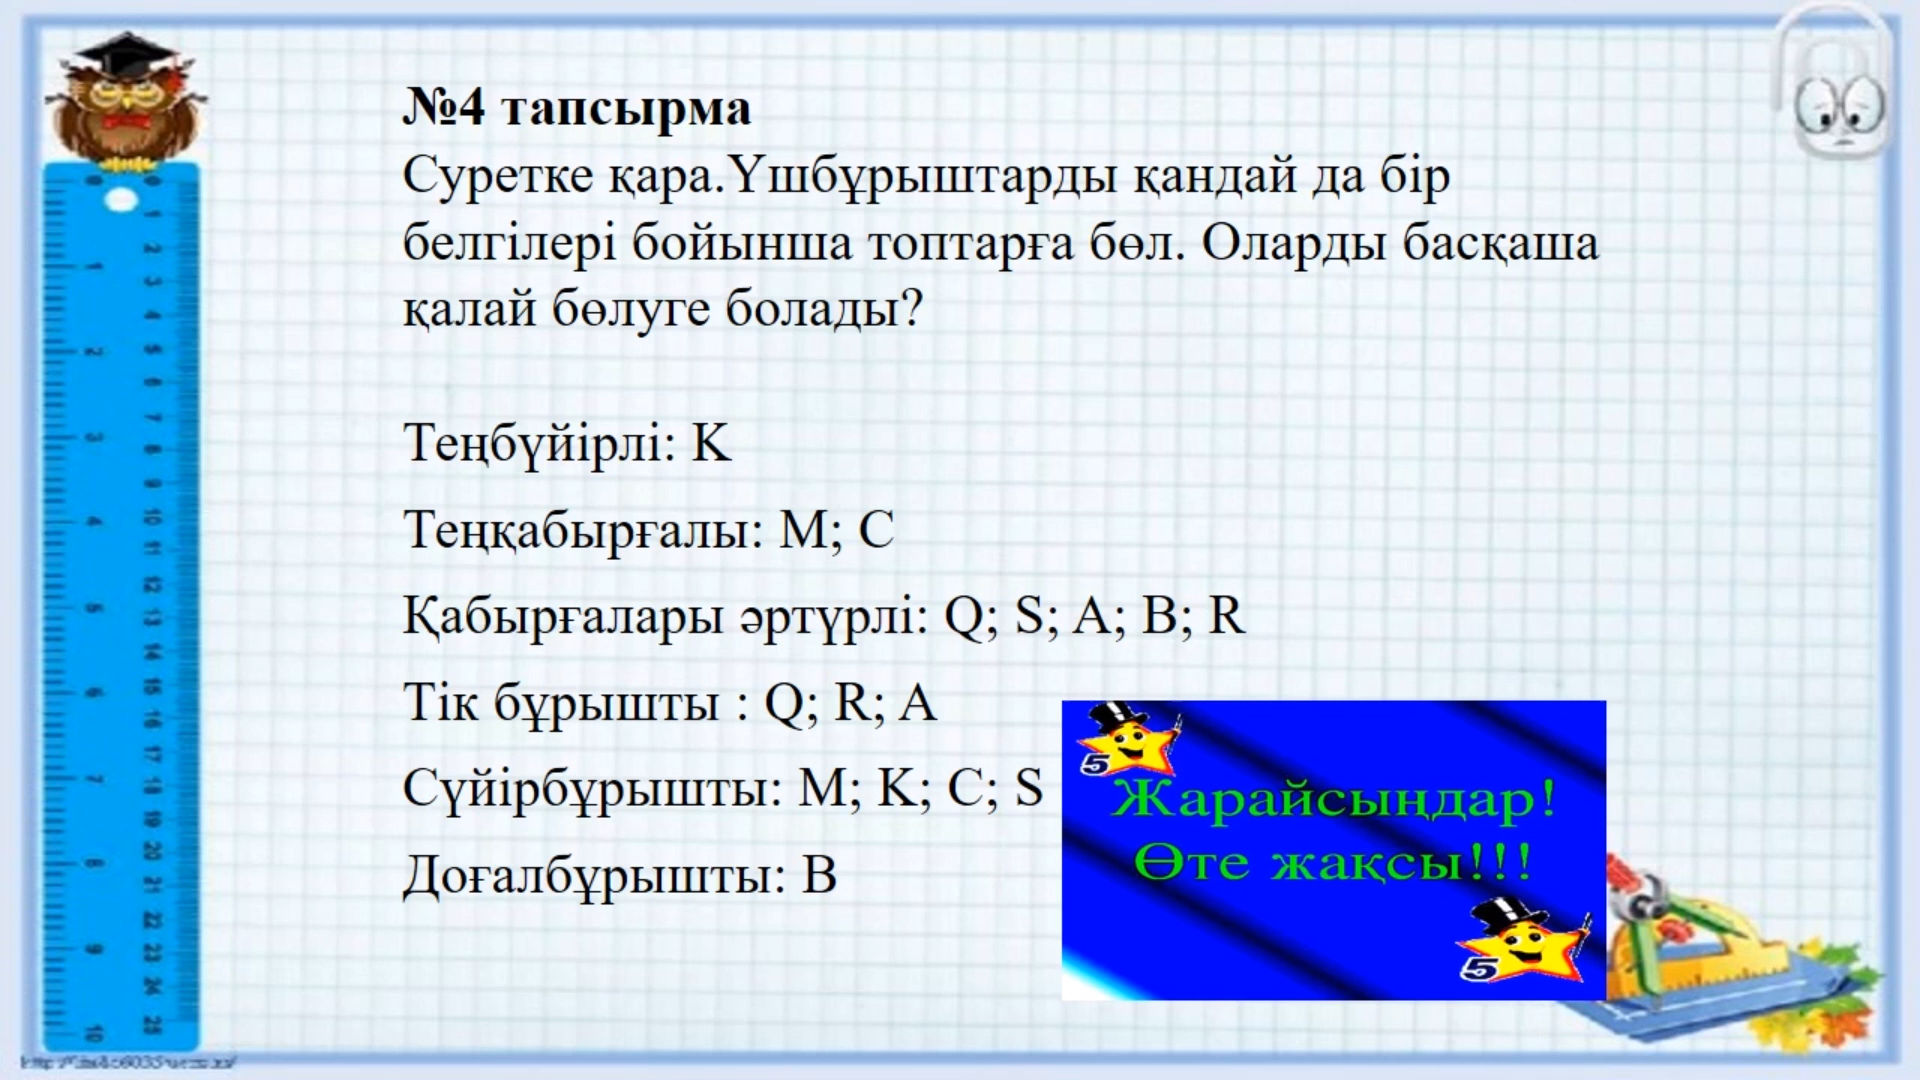 №4 тапсырма
Суретке қара.Үшбұрыштарды қандай да бір
белгілері бойынша топтарға бөл. Оларды басқаша
қалай бөлуге болады?
Теңбүйірлі: К
Теңқабырғалы: М; С
Қабырғалары әртүрлі: Q; S; A; B; R
Тік бұрышты : Q; R; A
Сүйірбұрышты: М; К; С; S
Доғалбұрышты: В
5
Жарайсыңдар!
Өте жақсы!!!
5